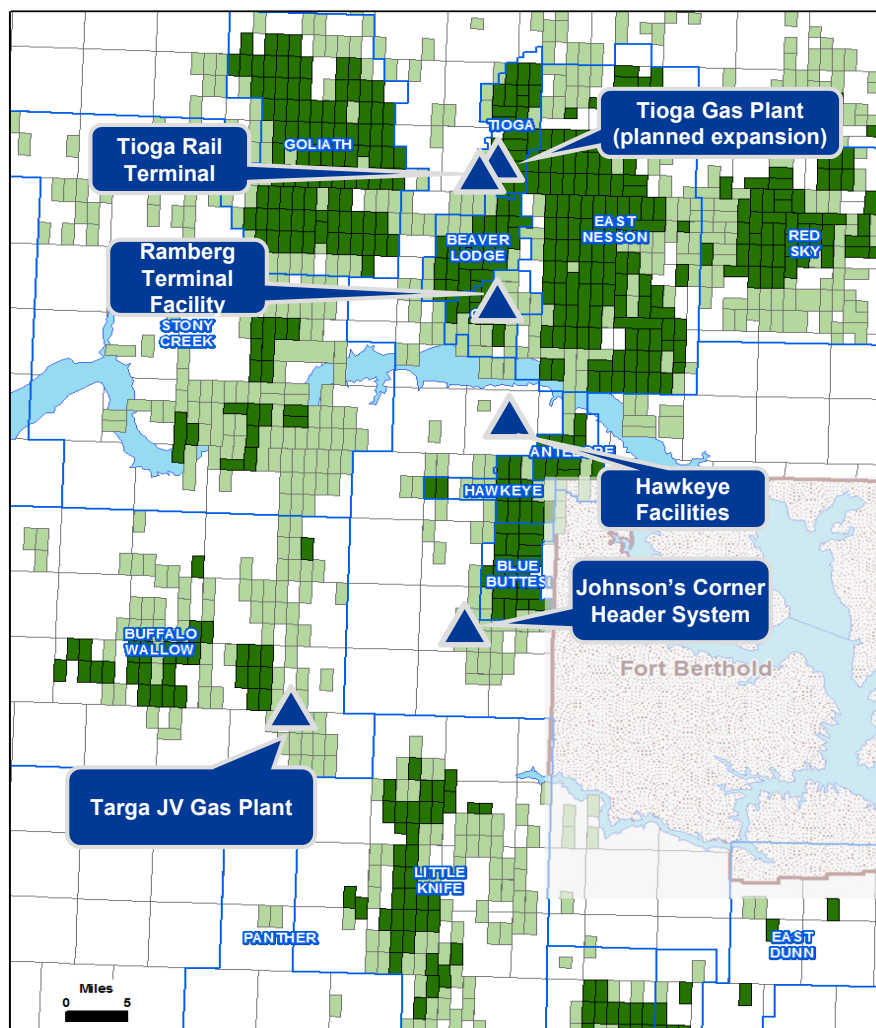 TIOGA
Tioga Gas Plant
(planned expansion)
GOLIATH
Tioga Rail
Terminal
EAST
NESSON
RED
SKY
BEAVER
LODGE
Ramberg
Terminal
Facility
STONY
CREEK
ANTELOPE
HAWKEYE
Hawkeye
Facilities
BLUE
BUTTES
Johnson's Corner
Header System
BUFFALO
WALLOW
Fort Berthold
Targa JV Gas Plant
LITTLE
KNIFE
PANTHER
EAST
DUNN
Miles
0 5